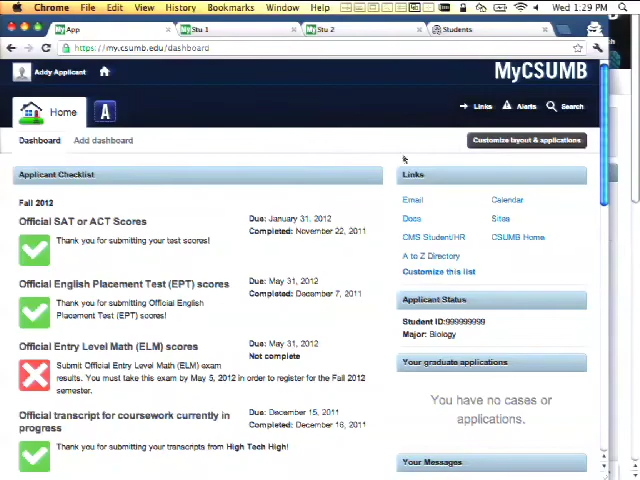 Chrome File Edit View History Bookmarks Window Help
Wed 1:29 PM
App
Stu 1
Stu 2
Students
https://my.csumb.edu/dashboard
Addy Applicant
MyCSUMB
Home
A
Links Alerts Search
Dashboard Add dashboard
Customize layout & applications
Applicant Checklist
Fall 2012
Official SAT or ACT Scores
Due: January 31, 2012
Completed: November 22, 2011
Thank you for submitting your test scores!
Official English Placement Test (EPT) scores
Due: May 31, 2012
Completed: December 7, 2011
Thank you for submitting Official English
Placement Test (EPT) scores!
Official Entry Level Math (ELM) scores
Due: May 31, 2012
Not complete
Submit Official Entry Level Math (ELM) exam
results. You must take this exam by May 5, 2012 in order to register for the Fall 2012
semester.
Official transcript for coursework currently in
progress
Due: December 15, 2011
Completed: December 16, 2011
Thank you for submitting your transcripts from High Tech High!
Links
Email Calendar
Docs Sites
CMS Student/HR CSUMB Home
A to Z Directory
Customize this list
Applicant Status
Student ID:999999999
Major: Biology
Your graduate applications
You have no cases or
applications.
Your Messages